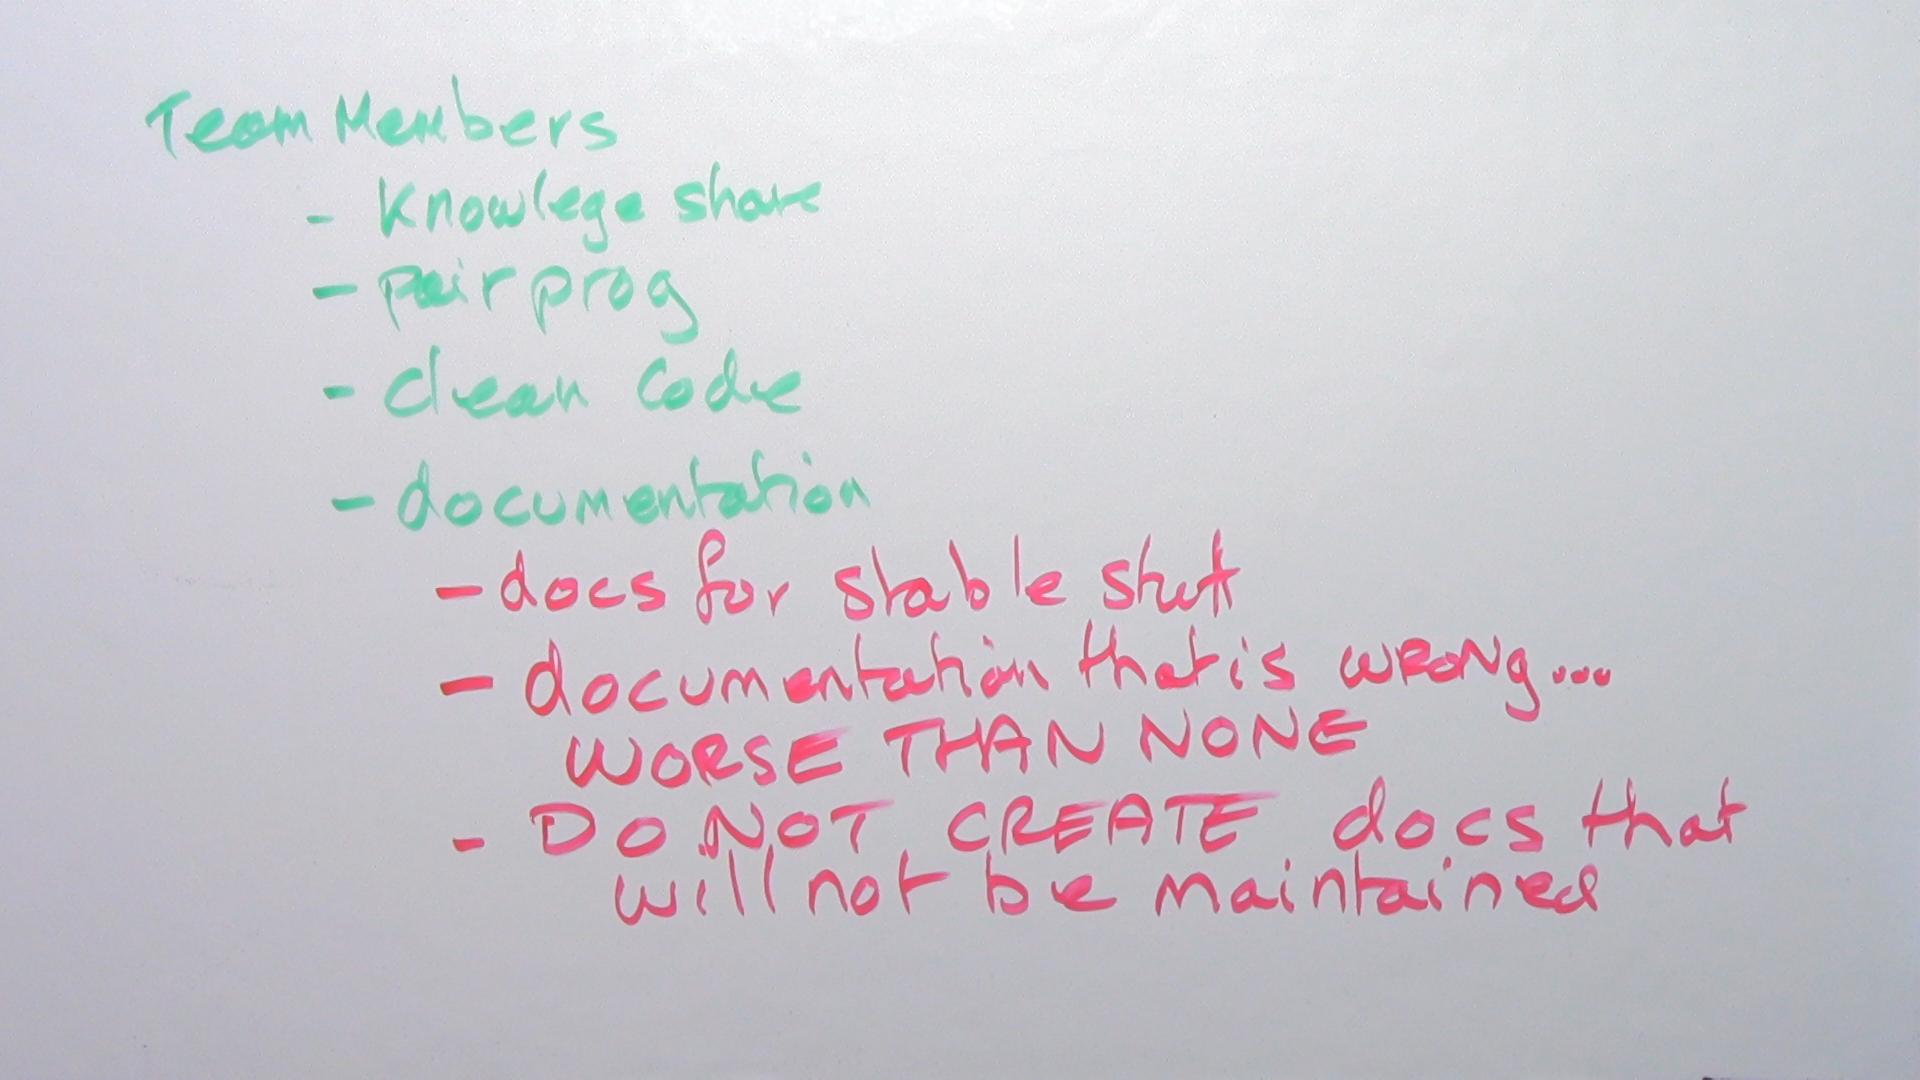 Team Members
- Knowlege share
- pair prog
- clean code
- documentation
- docs for stable stuff
- documentation that is WRONG...
WORSE THAN NONE
- DO NOT CREATE docs that
will not be maintained